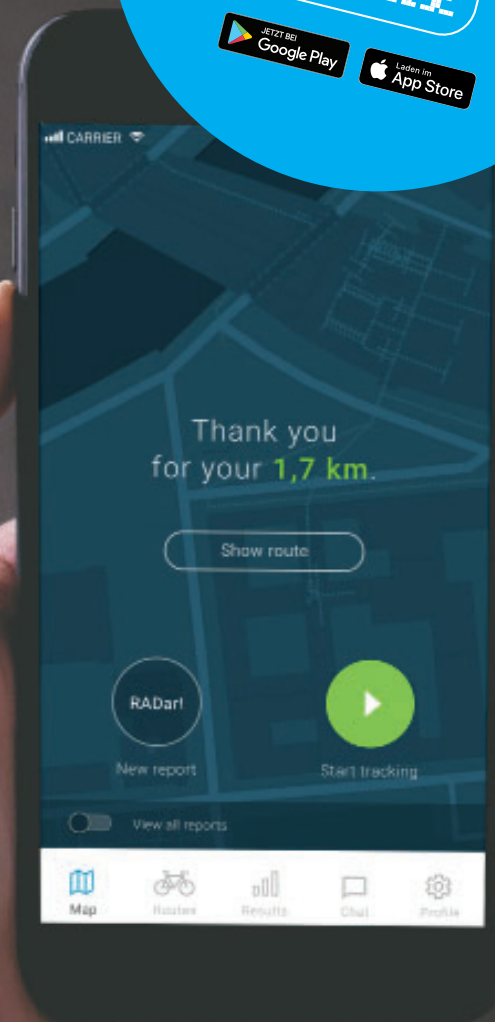 JETZT BEI
Google Play
Laden im
App Store
CARRIER
Thank you
for your 1,7 km.
Show route
RADar!
New report
Start tracking
View all reports
Map
Routes
Results
Chat
Profile